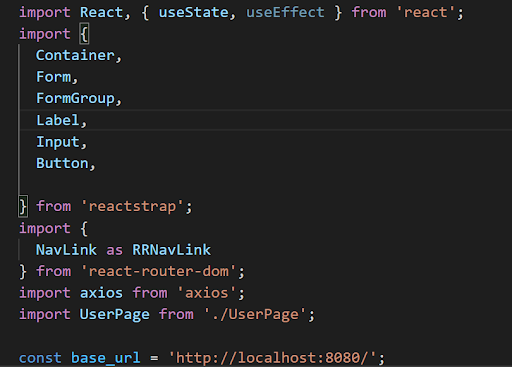 import React, { useState, useEffect } from 'react';
import {
  Container,
  Form,
  FormGroup,
  Label,
  Input,
  Button,

} from 'reactstrap';
import {
  NavLink as RRNavLink
} from 'react-router-dom';
import axios from 'axios';
import UserPage from './UserPage';

const base_url = 'http://localhost:8080/';